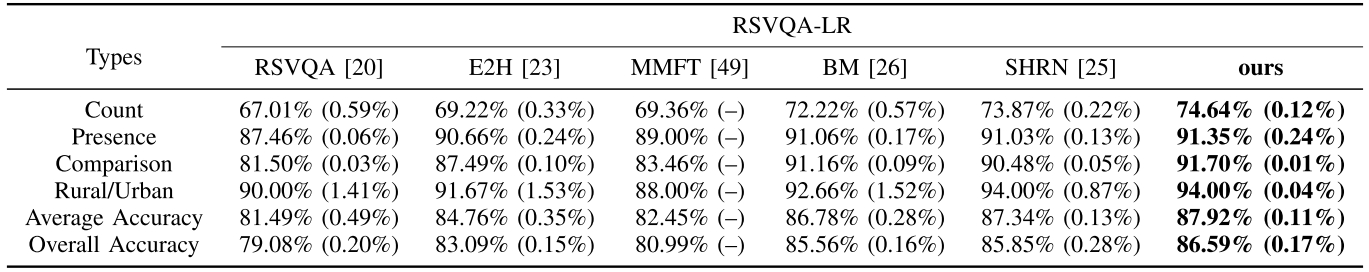 RSVQA-LR
Types RSVQA [20] E2H [23] MMFT [49] BM [26] SHRN [25] ours
Count 67.01% (0.59%) 69.22% (0.33%) 69.36% (–) 72.22% (0.57%) 73.87% (0.22%) 74.64% (0.12%)
Presence 87.46% (0.06%) 90.66% (0.24%) 89.00% (–) 91.06% (0.17%) 91.03% (0.13%) 91.35% (0.24%)
Comparison 81.50% (0.03%) 87.49% (0.10%) 83.46% (–) 91.16% (0.09%) 90.48% (0.05%) 91.70% (0.01%)
Rural/Urban 90.00% (1.41%) 91.67% (1.53%) 88.00% (–) 92.66% (1.52%) 94.00% (0.87%) 94.00% (0.04%)
Average Accuracy 81.49% (0.49%) 84.76% (0.35%) 82.45% (–) 86.78% (0.28%) 87.34% (0.13%) 87.92% (0.11%)
Overall Accuracy 79.08% (0.20%) 83.09% (0.15%) 80.99% (–) 85.56% (0.16%) 85.85% (0.28%) 86.59% (0.17%)